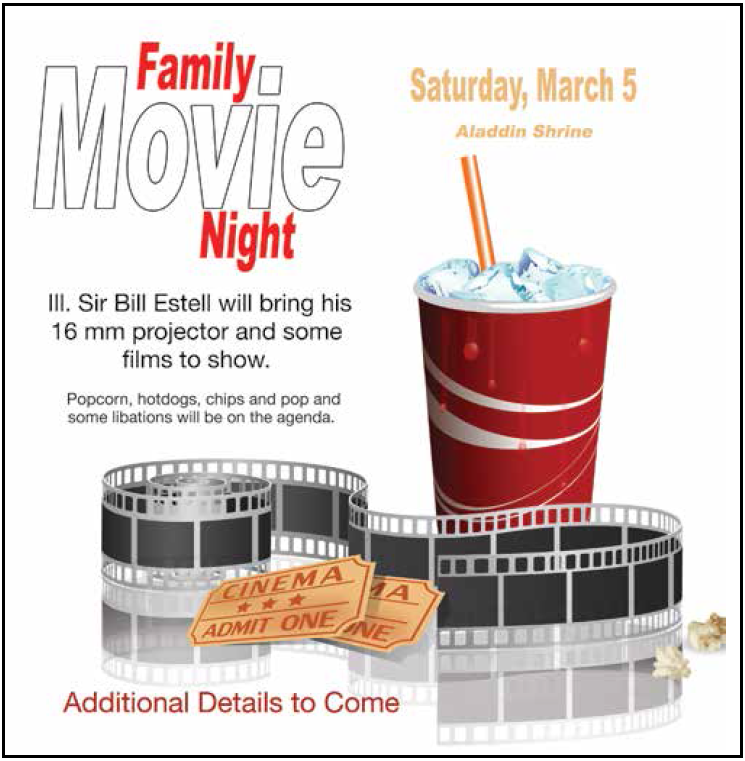 Family
Movie
Night
Saturday, March 5
Aladdin Shrine
Ill. Sir Bill Estell will bring his
16 mm projector and some
films to show.
Popcorn, hotdogs, chips and pop and
some libations will be on the agenda.
CINEMA
ADMIT ONE
MA
NE
Additional Details to Come